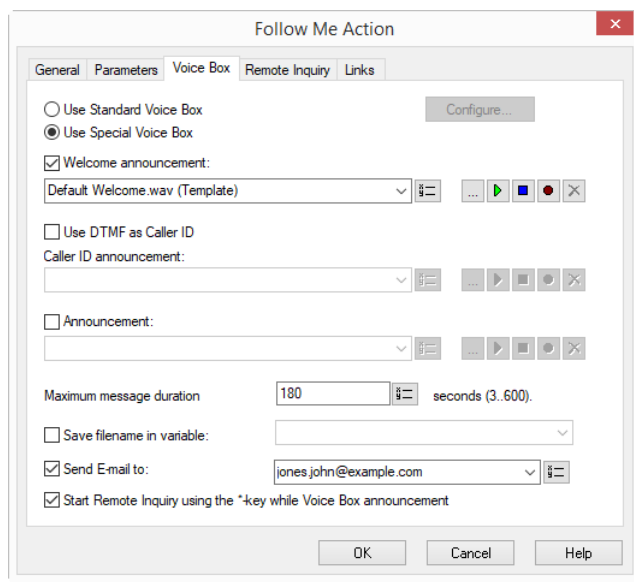 Follow Me Action
General Parameters Voice Box Remote Inquiry Links
Use Standard Voice Box Configure...
Use Special Voice Box
Welcome announcement:
Default Welcome.wav (Template) ...
Use DTMF as Caller ID
Caller ID announcement:
...
Announcement:
...
Maximum message duration 180 seconds (3..600).
Save filename in variable:
Send E-mail to: jones.john@example.com
Start Remote Inquiry using the *-key while Voice Box announcement
OK Cancel Help